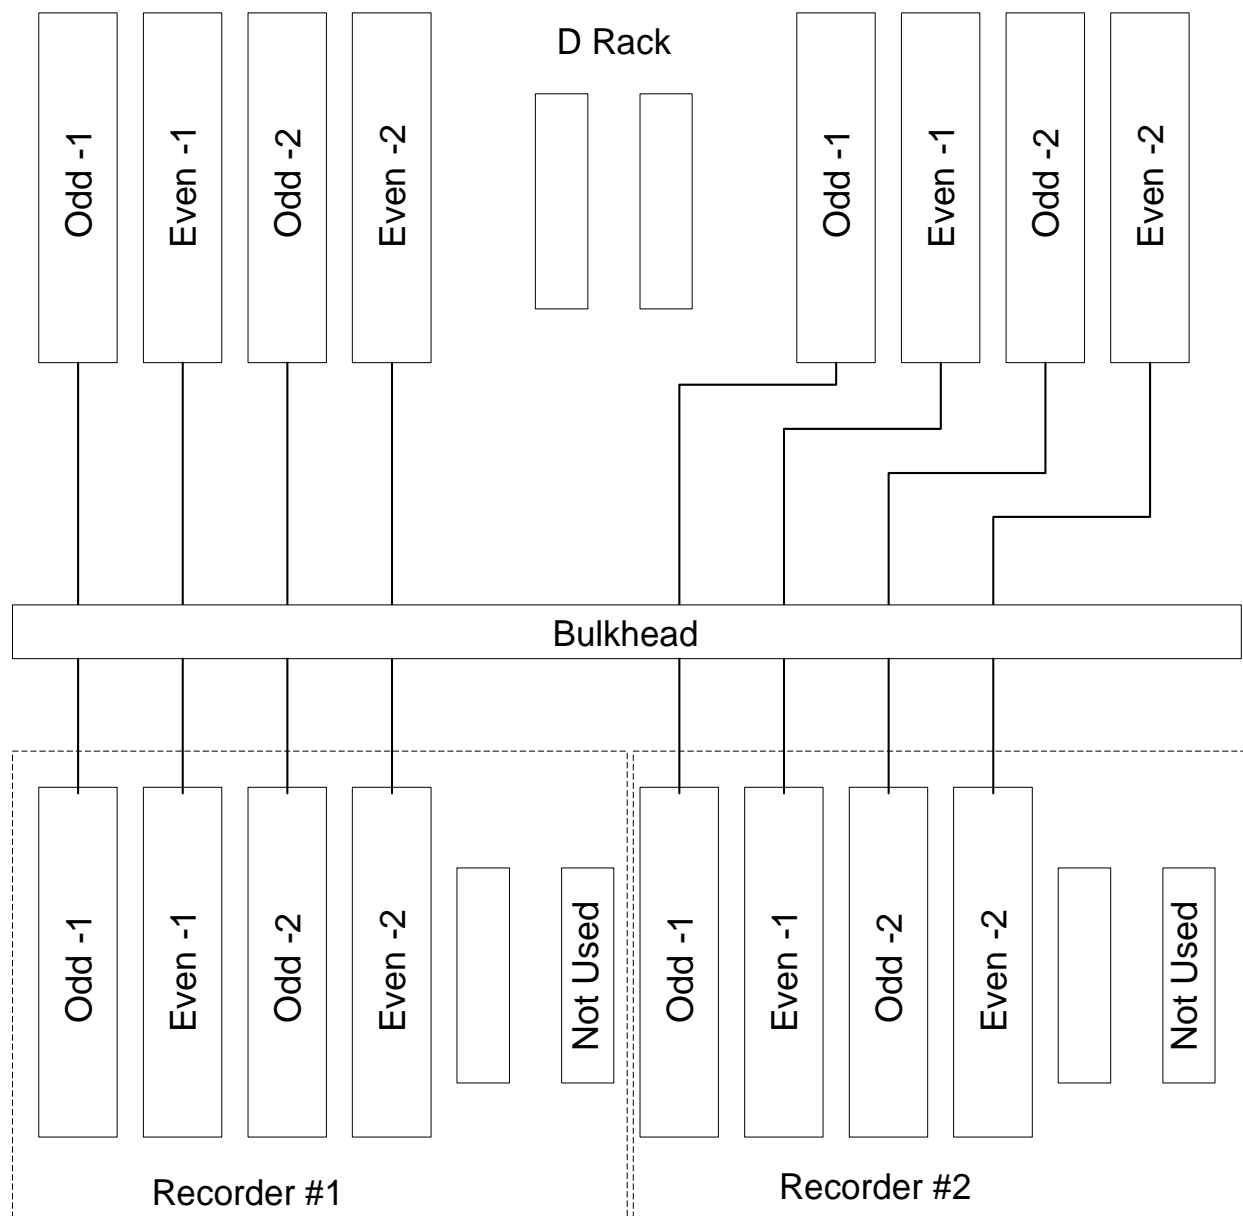 D Rack
Odd -1
Even -1
Odd -2
Even -2
Odd -1
Even -1
Odd -2
Even -2
Bulkhead
Odd -1
Even -1
Odd -2
Even -2
Not Used
Odd -1
Even -1
Odd -2
Even -2
Not Used
Recorder #1
Recorder #2